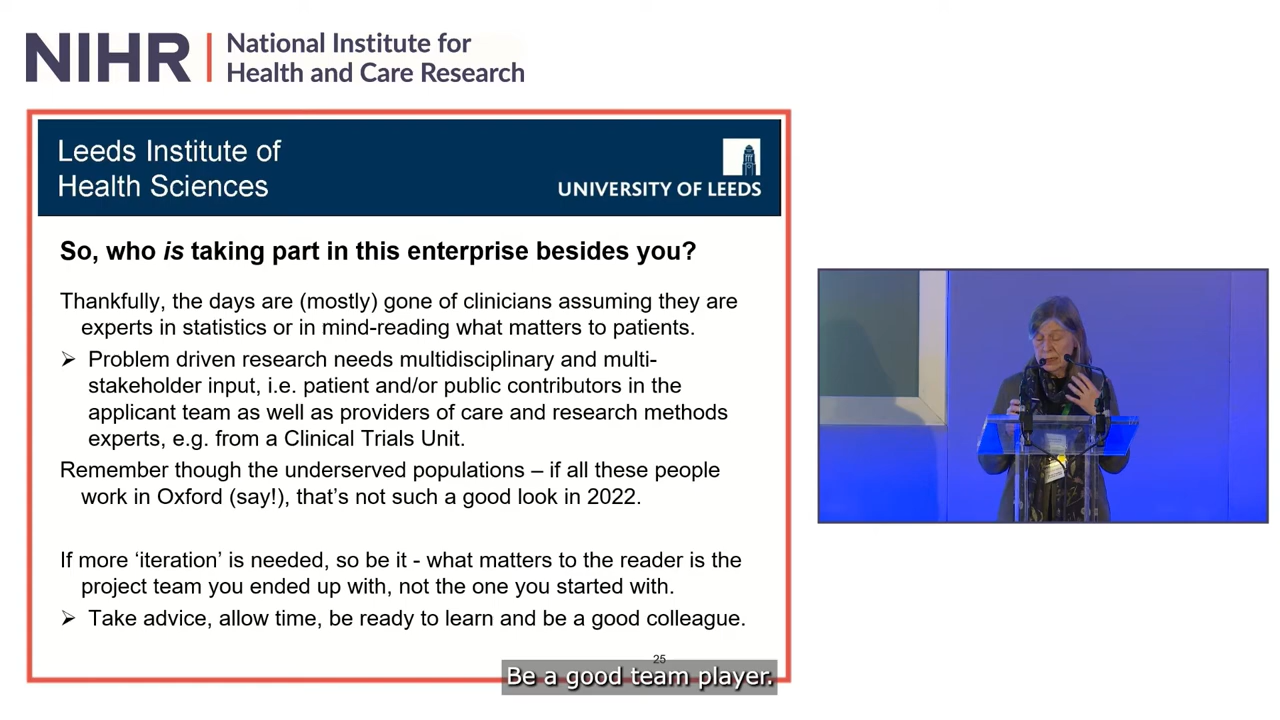 NIHR | National Institute for
Health and Care Research
Leeds Institute of
Health Sciences
UNIVERSITY OF LEEDS
So, who is taking part in this enterprise besides you?
Thankfully, the days are (mostly) gone of clinicians assuming they are
experts in statistics or in mind-reading what matters to patients.
➢ Problem driven research needs multidisciplinary and multi-
stakeholder input, i.e. patient and/or public contributors in the
applicant team as well as providers of care and research methods
experts, e.g. from a Clinical Trials Unit.
Remember though the underserved populations – if all these people
work in Oxford (say!), that's not such a good look in 2022.
If more ‘iteration’ is needed, so be it - what matters to the reader is the
project team you ended up with, not the one you started with.
➢ Take advice, allow time, be ready to learn and be a good colleague.
25
Be a good team player.